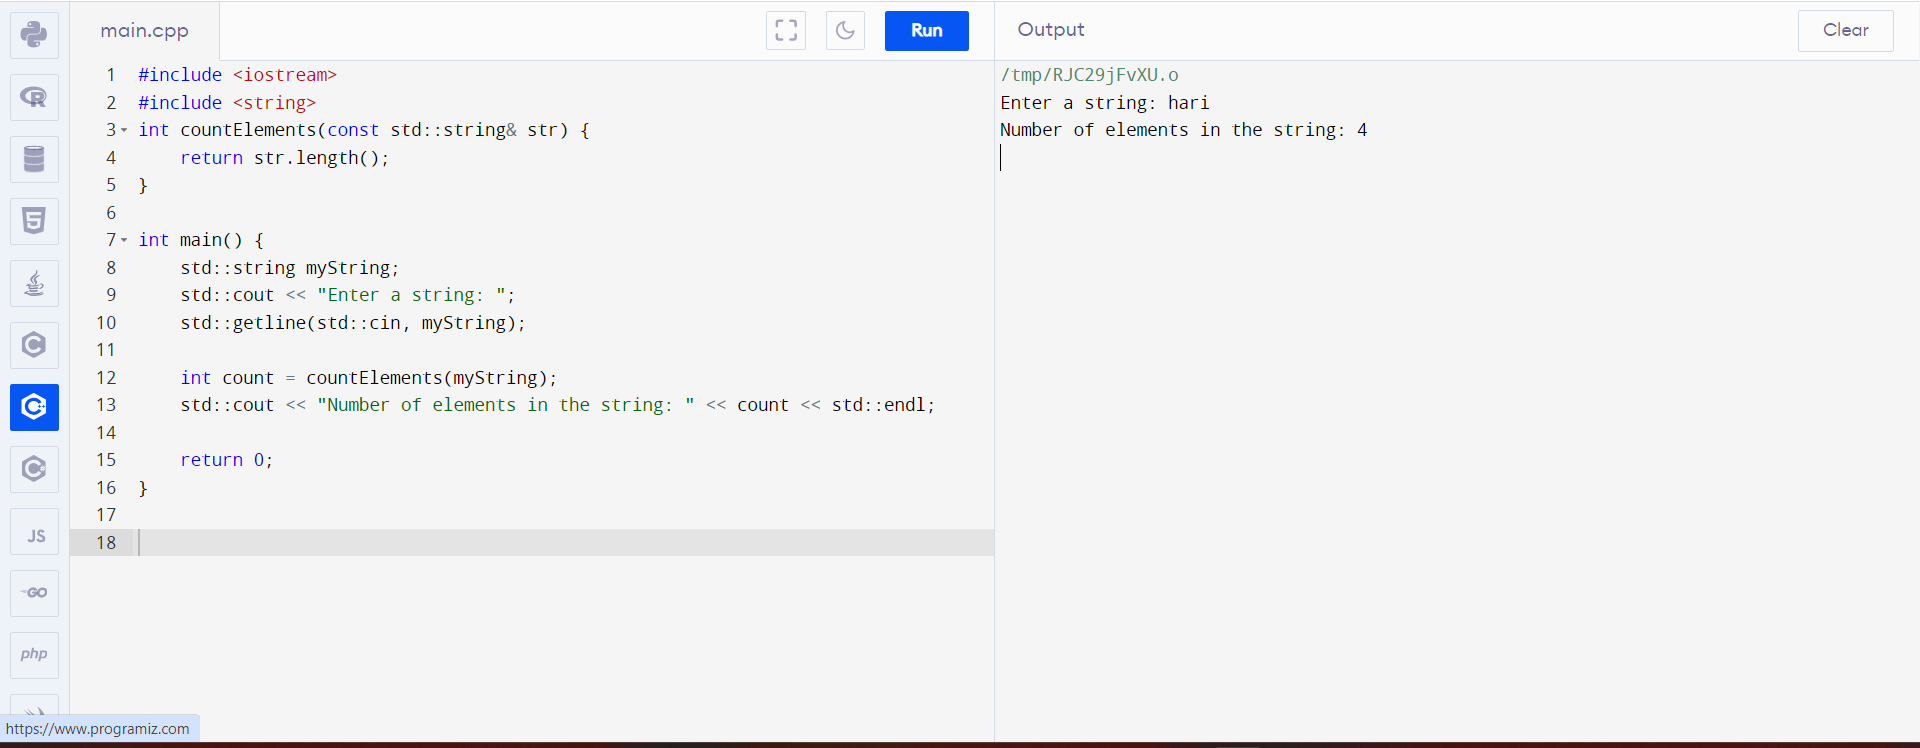 main.cpp
Run
Output
Clear
1 #include <iostream>
2 #include <string>
3 int countElements(const std::string& str) {
4     return str.length();
5 }
6
7 int main() {
8     std::string myString;
9     std::cout << "Enter a string: ";
10     std::getline(std::cin, myString);
11
12     int count = countElements(myString);
13     std::cout << "Number of elements in the string: " << count << std::endl;
14
15     return 0;
16 }
17
18
/tmp/RJC29jFvXU.o
Enter a string: hari
Number of elements in the string: 4
R
5
C
C+
C#
JS
GO
php
https://www.programiz.com